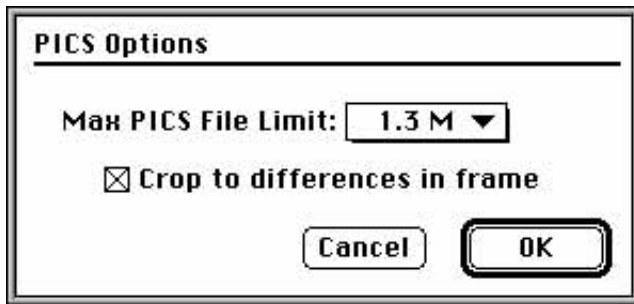 PICS Options
Max PICS File Limit: 1.3 M
Crop to differences in frame
Cancel OK